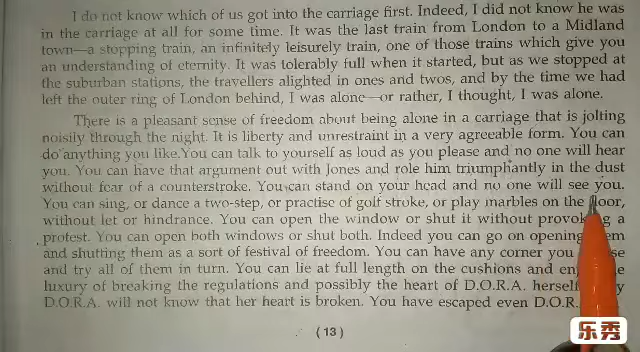 I do not know which of us got into the carriage first. Indeed, I did not know he was
in the carriage at all for some time. It was the last train from London to a Midland
town—a stopping train, an infinitely leisurely train, one of those trains which give you
an understanding of eternity. It was tolerably full when it started, but as we stopped at
the suburban stations, the travellers alighted in ones and twos, and by the time we had
left the outer ring of London behind, I was alone—or rather, I thought, I was alone.
There is a pleasant sense of freedom about being alone in a carriage that is jolting
noisily through the night. It is liberty and unrestraint in a very agreeable form. You can
do anything you like.You can talk to yourself as loud as you please and no one will hear
you. You can have that argument out with Jones and role him triumphantly in the dust
without fear of a counterstroke. You can stand on your head and no one will see you.
You can sing, or dance a two-step, or practise of golf stroke, or play marbles on the floor,
without let or hindrance. You can open the window or shut it without a
protest. You can open both windows or shut both. Indeed you can go on opening
and shutting them as a sort of festival of freedom. You can have any corner you
and try all of them in turn. You can lie at full length on the cushions and
luxury of breaking the regulations and possibly the heart of D.O.R.A. herself
D.O.R.A. will not know that her heart is broken. You have escaped even D.O.R.
(13)
乐秀